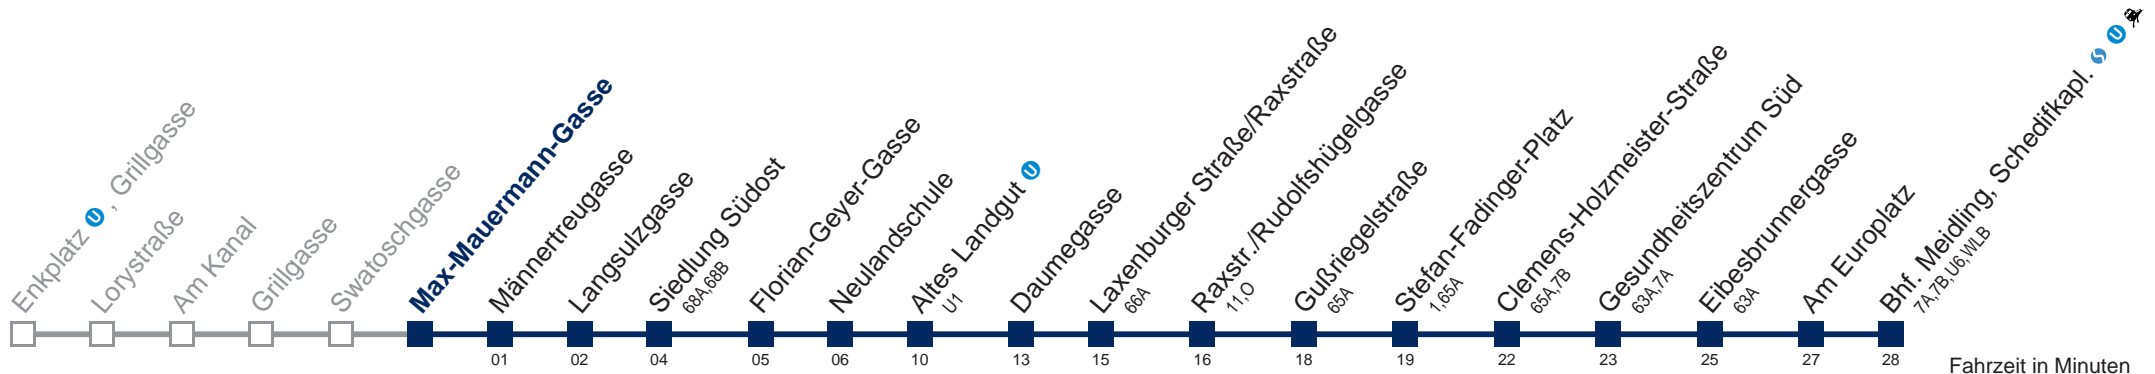 Enkplatz U , Grillgasse
Lorystraße
Am Kanal
Grillgasse
Swatoschgasse
Max-Mauermann-Gasse
Männertreugasse
Langsulzgasse
Siedlung Südost
68A,68B
Florian-Geyer-Gasse
Neulandschule
Altes Landgut U
U1
Daumegasse
Laxenburger Straße/Raxstraße
66A
Raxstr./Rudolfshügelgasse
11,O
Gußriegelstraße
65A
Stefan-Fadinger-Platz
1,65A
Clemens-Holzmeister-Straße
65A,7B
Gesundheitszentrum Süd
63A,7A
Eibesbrunnergasse
63A
Am Europlatz
Bhf. Meidling, Schedifkapl. S U
7A,7B,U6,WLB
01 02 04 05 06 10 13 15 16 18 19 22 23 25 27 28
Fahrzeit in Minuten